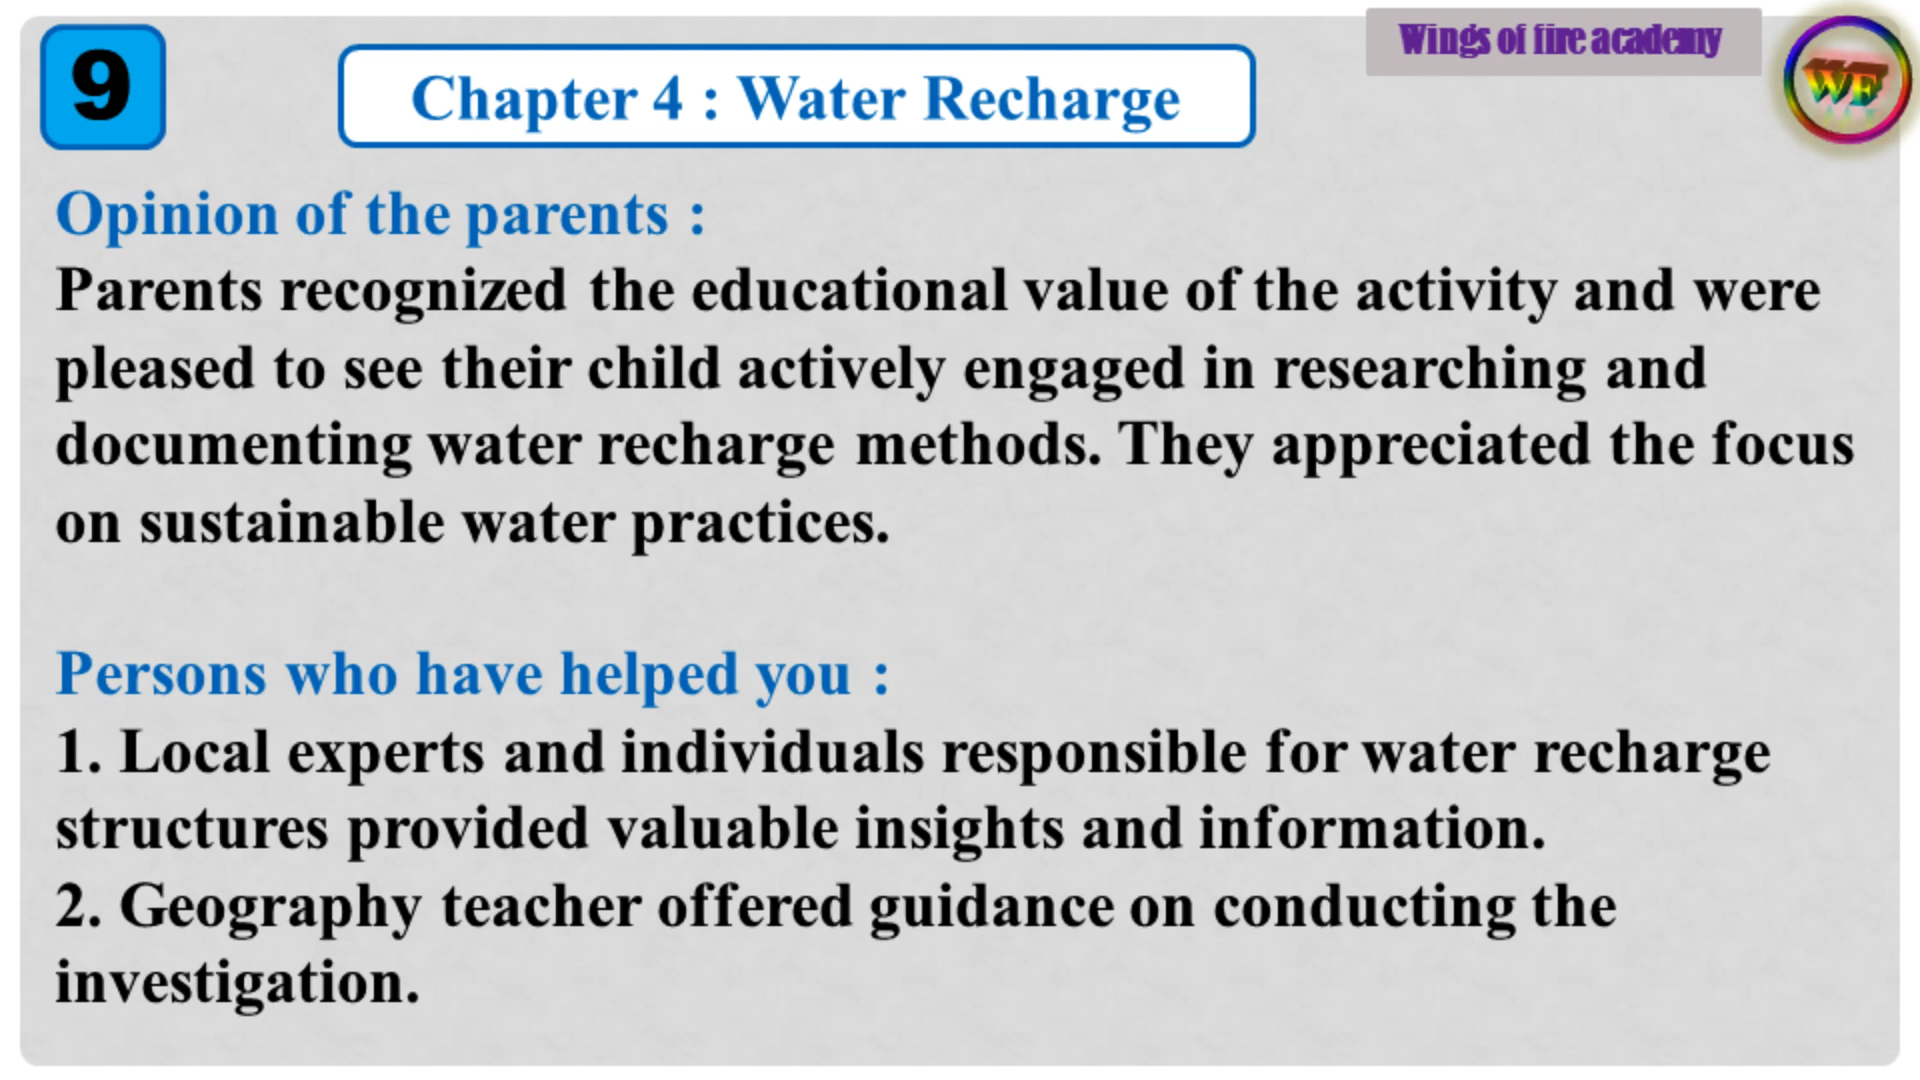 9
Chapter 4 : Water Recharge
Wings of fire academy
WF
Opinion of the parents :
Parents recognized the educational value of the activity and were
pleased to see their child actively engaged in researching and
documenting water recharge methods. They appreciated the focus
on sustainable water practices.
Persons who have helped you :
1. Local experts and individuals responsible for water recharge
structures provided valuable insights and information.
2. Geography teacher offered guidance on conducting the
investigation.